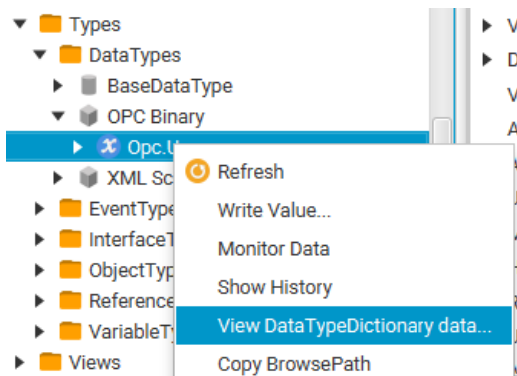 Types
DataTypes
BaseDataType
OPC Binary
Opc.U
XML Sc
Refresh
EventType
Write Value...
InterfaceT
Monitor Data
ObjectTyp
Show History
Reference
View DataTypeDictionary data...
VariableTy
Views
Copy BrowsePath